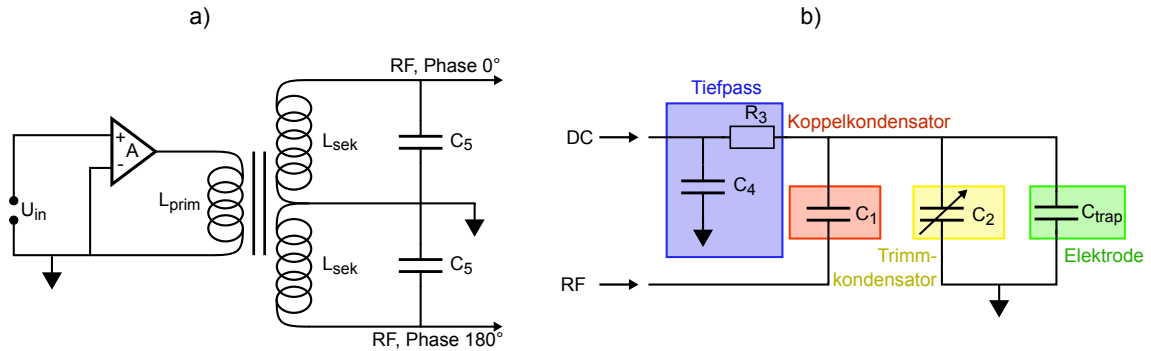 a)
RF, Phase 0°
+
A
-
U_in
L_prim
L_sek
C_5
L_sek
C_5
RF, Phase 180°
b)
Tiefpass
R_3
Koppelkondensator
DC
C_4
C_1
C_2
C_trap
Trimm-
kondensator
Elektrode
RF